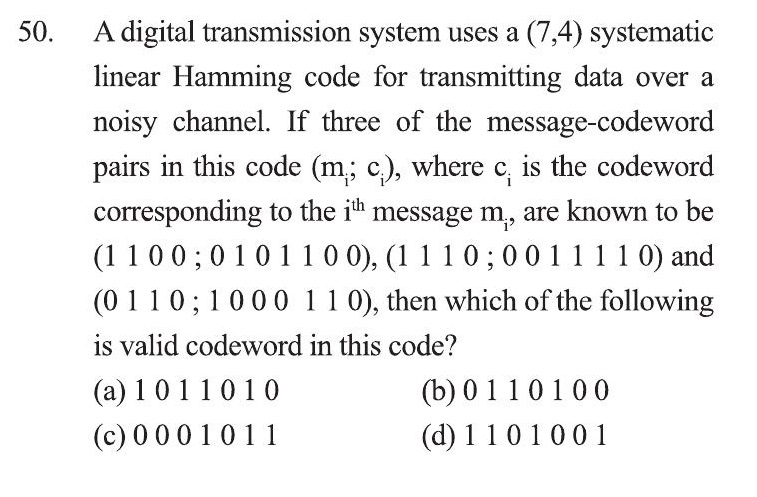 50. A digital transmission system uses a (7,4) systematic
linear Hamming code for transmitting data over a
noisy channel. If three of the message-codeword
pairs in this code (mᵢ; cᵢ), where cᵢ is the codeword
corresponding to the iᵗʰ message mᵢ, are known to be
(1 1 0 0 ; 0 1 0 1 1 0 0), (1 1 1 0 ; 0 0 1 1 1 1 0) and
(0 1 1 0 ; 1 0 0 0 1 1 0), then which of the following
is valid codeword in this code?
(a) 1 0 1 1 0 1 0 (b) 0 1 1 0 1 0 0
(c) 0 0 0 1 0 1 1 (d) 1 1 0 1 0 0 1